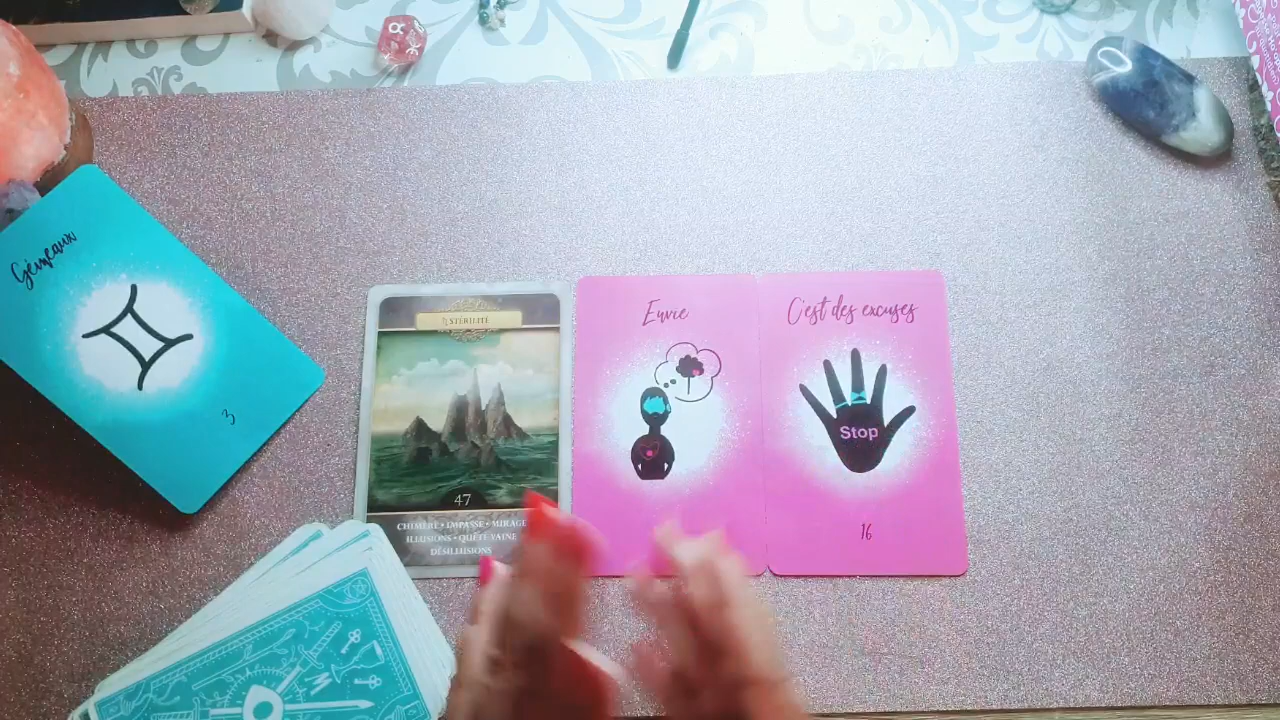 Gémeaux
3
STÉRILITÉ
47
CHIMÈRE • IMPASSE • MIRAGE
ILLUSIONS • QUÊTE VAINE
DÉSILLUSIONS
Envie
C'est des excuses
Stop
16